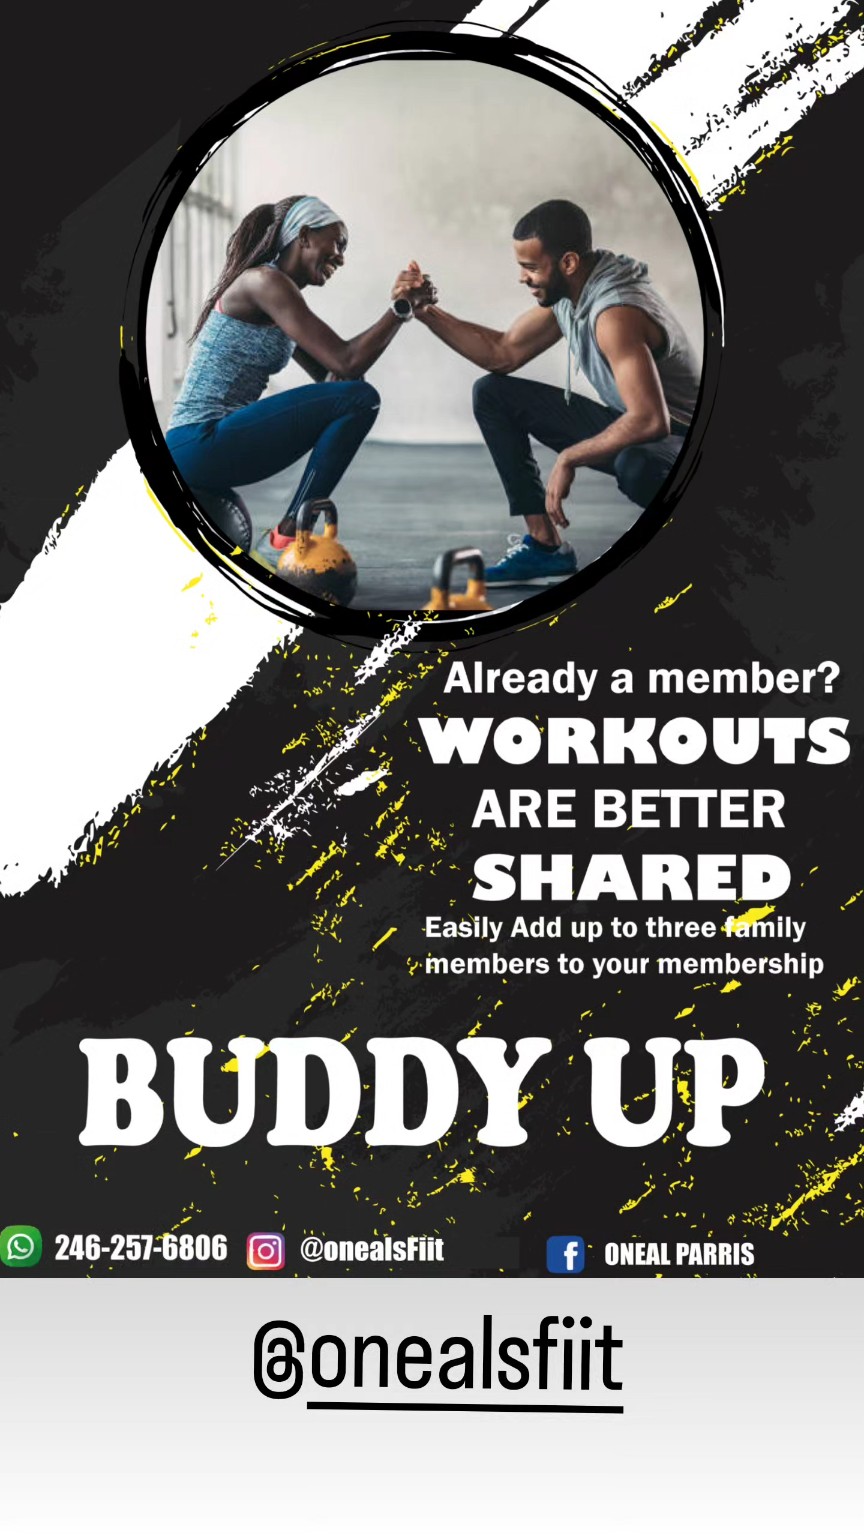 Already a member?
WORKOUTS
ARE BETTER
SHARED
Easily Add up to three family
members to your membership
BUDDY UP
246-257-6806 @onealsFiit ONEAL PARRIS
@onealsfiit